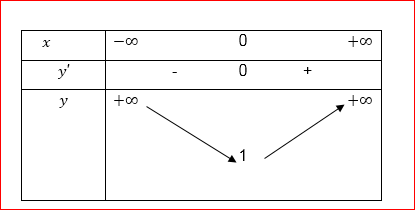 x −∞ 0 +∞
y′ - 0 +
y +∞ +∞
1